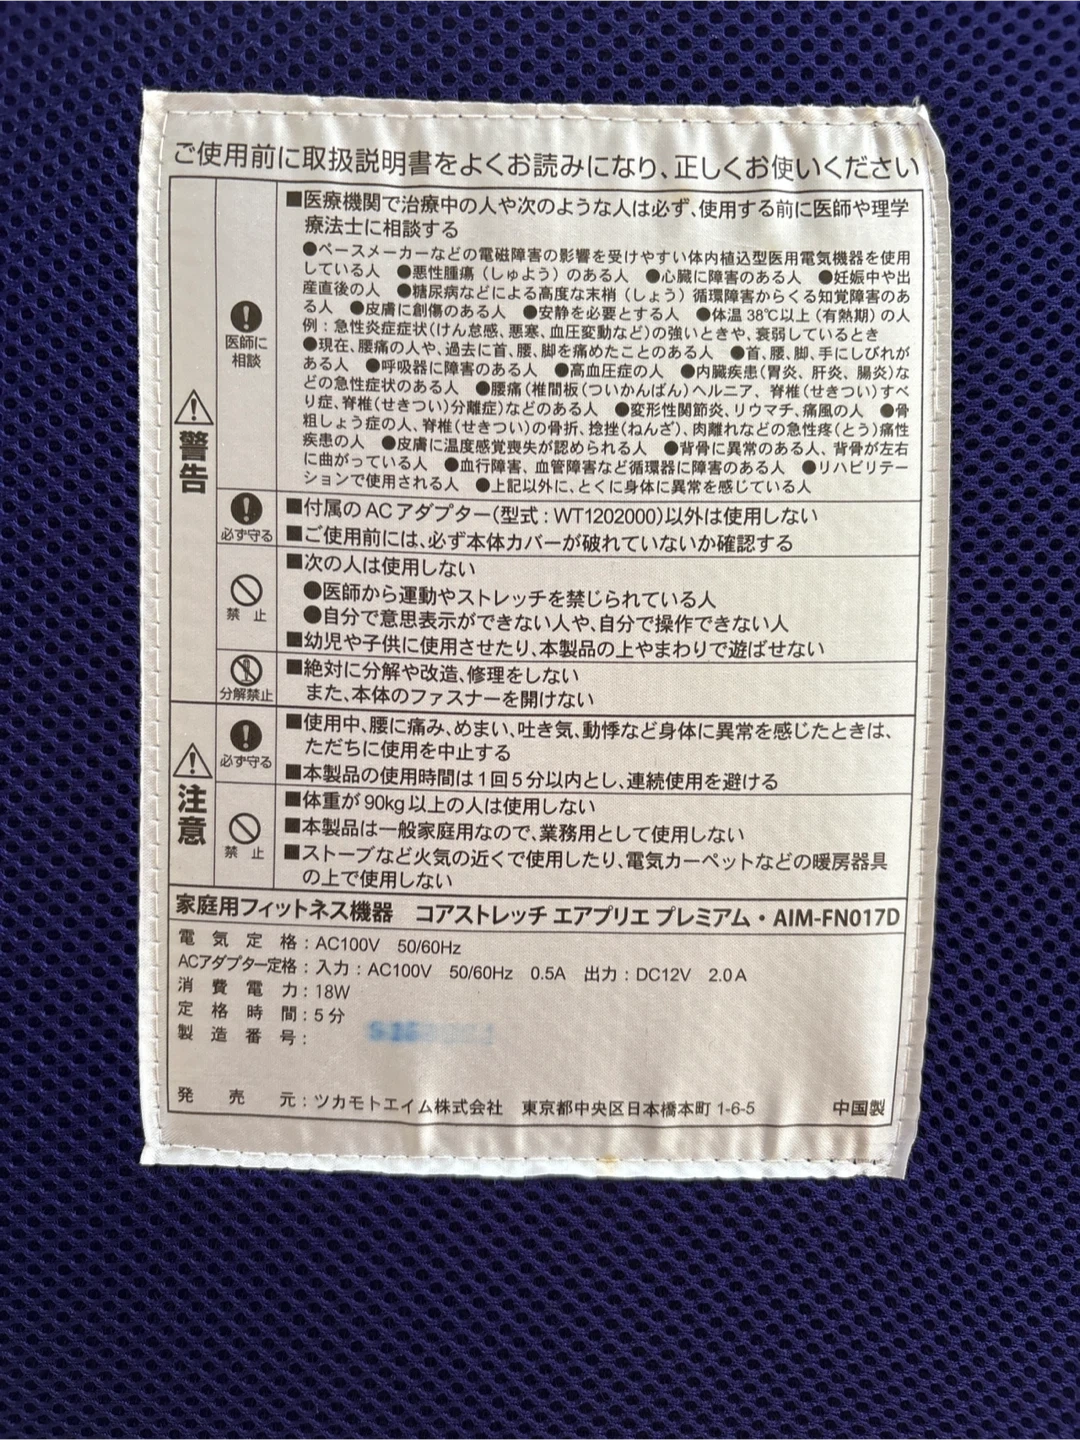 ご使用前に取扱説明書をよくお読みになり、正しくお使いください
警告
医師に
相談
■医療機関で治療中の人や次のような人は必ず、使用する前に医師や理学
療法士に相談する
●ペースメーカーなどの電磁障害の影響を受けやすい体内植込型医用電気機器を使用
している人 ●悪性腫瘍（しゅよう）のある人 ●心臓に障害のある人 ●妊娠中や出
産直後の人 ●糖尿病などによる高度な末梢（しょう）循環障害からくる知覚障害のあ
る人 ●皮膚に創傷のある人 ●安静を必要とする人 ●体温38℃以上（有熱期）の人
例：急性炎症症状（けん怠感、悪寒、血圧変動など）の強いときや、衰弱しているとき
●現在、腰痛の人や、過去に首、腰、脚を痛めたことのある人 ●首、腰、脚、手にしびれが
ある人 ●呼吸器に障害のある人 ●高血圧症の人 ●内臓疾患（胃炎、肝炎、腸炎）な
どの急性症状のある人 ●腰痛（椎間板（ついかんばん）ヘルニア、脊椎（せきつい）すべ
り症、脊椎（せきつい）分離症）などのある人 ●変形性関節炎、リウマチ、痛風の人 ●骨
粗しょう症の人、脊椎（せきつい）の骨折、捻挫（ねんざ）、肉離れなどの急性疼（とう）痛性
疾患の人 ●皮膚に温度感覚喪失が認められる人 ●背骨に異常のある人、背骨が左右
に曲がっている人 ●血行障害、血管障害など循環器に障害のある人 ●リハビリテー
ションで使用される人 ●上記以外に、とくに身体に異常を感じている人
必ず守る
■付属のACアダプター（型式：WT1202000）以外は使用しない
■ご使用前には、必ず本体カバーが破れていないか確認する
禁止
■次の人は使用しない
●医師から運動やストレッチを禁じられている人
●自分で意思表示ができない人や、自分で操作できない人
■幼児や子供に使用させたり、本製品の上やまわりで遊ばせない
分解禁止
■絶対に分解や改造、修理をしない
また、本体のファスナーを開けない
注意
必ず守る
■使用中、腰に痛み、めまい、吐き気、動悸など身体に異常を感じたときは、
ただちに使用を中止する
■本製品の使用時間は1回5分以内とし、連続使用を避ける
禁止
■体重が90kg以上の人は使用しない
■本製品は一般家庭用なので、業務用として使用しない
■ストーブなど火気の近くで使用したり、電気カーペットなどの暖房器具
の上で使用しない
家庭用フィットネス機器 コアストレッチ エアプリエ プレミアム・AIM-FN017D
電気定格：AC100V 50/60Hz
ACアダプター定格：入力：AC100V 50/60Hz 0.5A 出力：DC12V 2.0A
消費電力：18W
定格時間：5分
製造番号：
発売元：ツカモトエイム株式会社 東京都中央区日本橋本町1-6-5 中国製